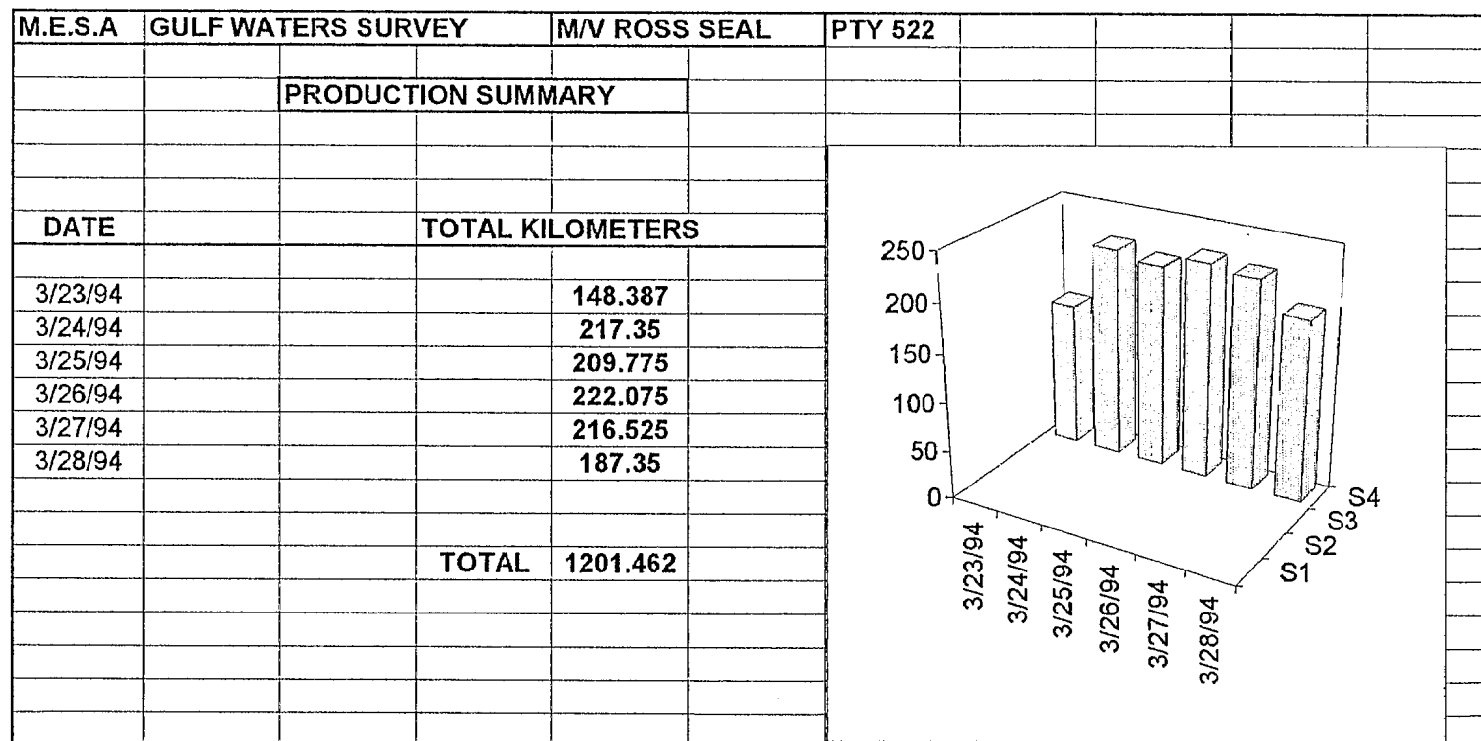 M.E.S.A GULF WATERS SURVEY M/V ROSS SEAL PTY 522
PRODUCTION SUMMARY
DATE TOTAL KILOMETERS
3/23/94 148.387
3/24/94 217.35
3/25/94 209.775
3/26/94 222.075
3/27/94 216.525
3/28/94 187.35
TOTAL 1201.462
250
200
150
100
50
0
3/23/94
3/24/94
3/25/94
3/26/94
3/27/94
3/28/94
S4
S3
S2
S1